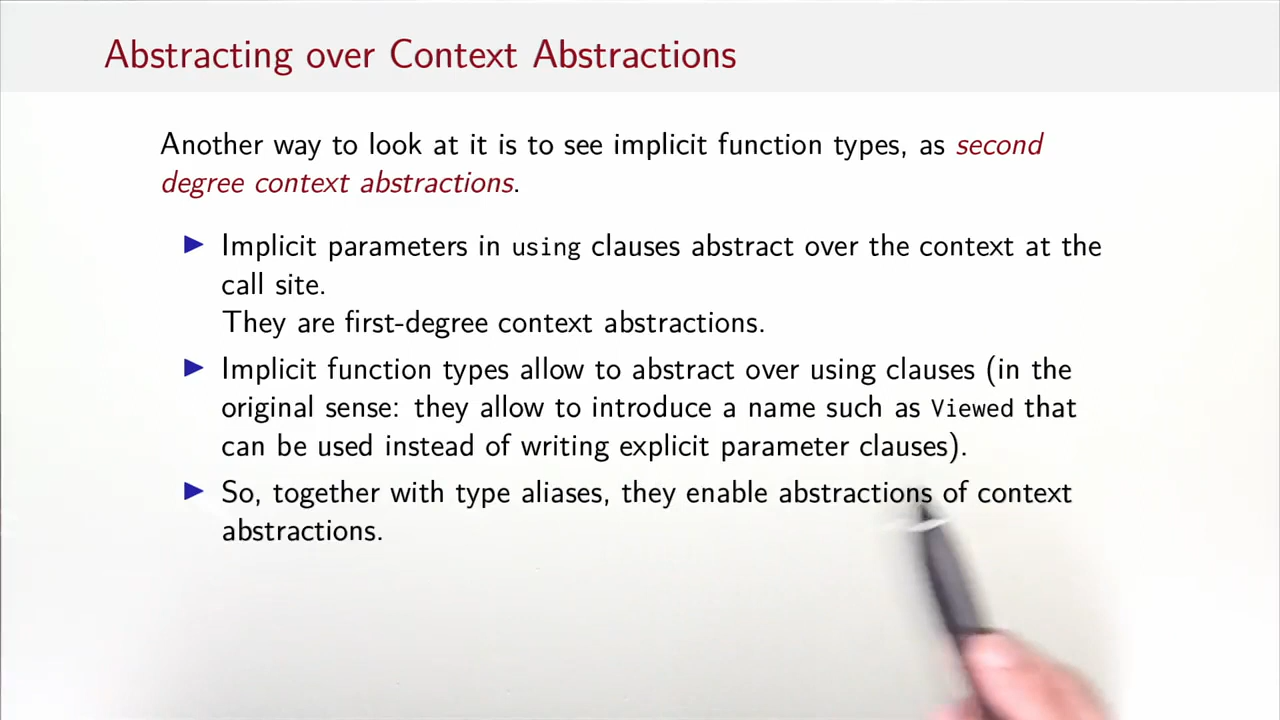 Abstracting over Context Abstractions
Another way to look at it is to see implicit function types, as second
degree context abstractions.
Implicit parameters in using clauses abstract over the context at the
call site.
They are first-degree context abstractions.
Implicit function types allow to abstract over using clauses (in the
original sense: they allow to introduce a name such as Viewed that
can be used instead of writing explicit parameter clauses).
So, together with type aliases, they enable abstractions of context
abstractions.